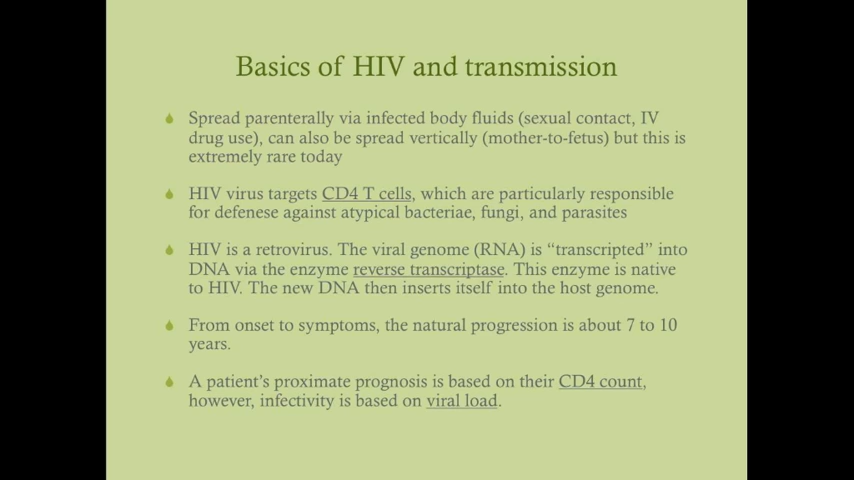 Basics of HIV and transmission
Spread parenterally via infected body fluids (sexual contact, IV
drug use), can also be spread vertically (mother-to-fetus) but this is
extremely rare today
HIV virus targets CD4 T cells, which are particularly responsible
for defenese against atypical bacteriae, fungi, and parasites
HIV is a retrovirus. The viral genome (RNA) is “transcripted” into
DNA via the enzyme reverse transcriptase. This enzyme is native
to HIV. The new DNA then inserts itself into the host genome.
From onset to symptoms, the natural progression is about 7 to 10
years.
A patient’s proximate prognosis is based on their CD4 count,
however, infectivity is based on viral load.